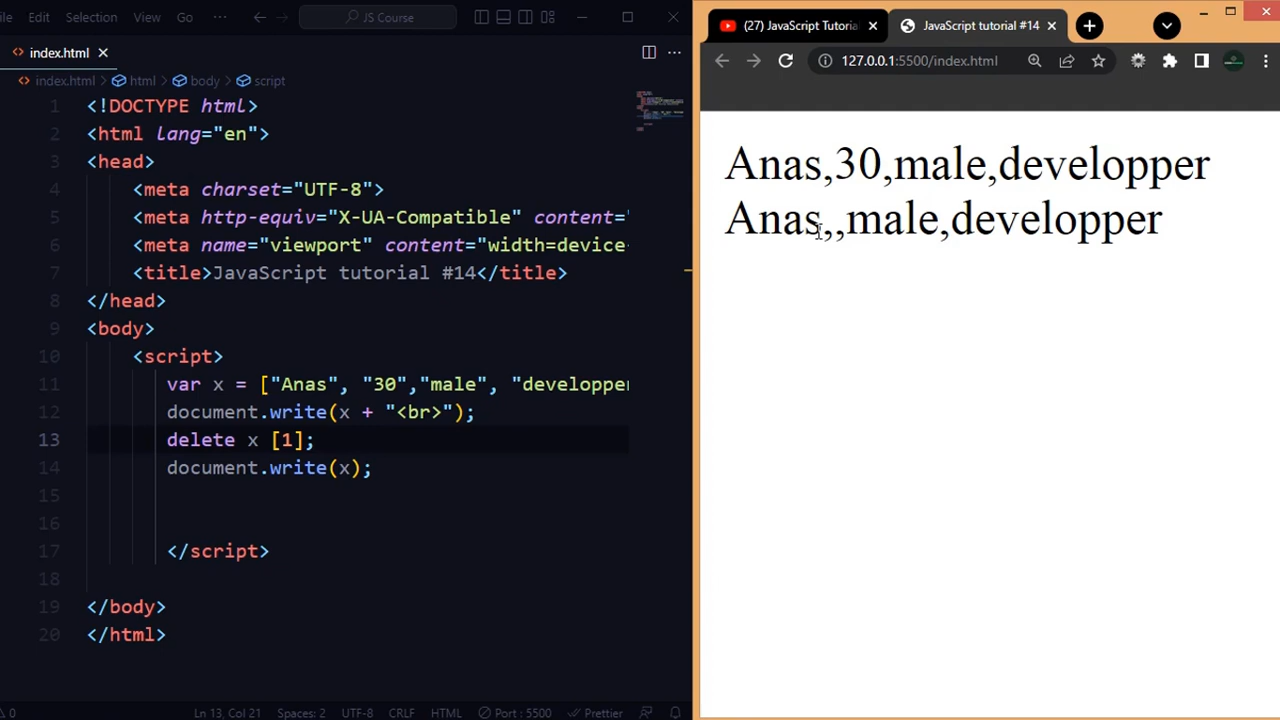 File Edit Selection View Go ··· JS Course
index.html
index.html > html > body > script
1 <!DOCTYPE html>
2 <html lang="en">
3 <head>
4 <meta charset="UTF-8">
5 <meta http-equiv="X-UA-Compatible" content="
6 <meta name="viewport" content="width=device-
7 <title>JavaScript tutorial #14</title>
8 </head>
9 <body>
10 <script>
11 var x = ["Anas", "30","male", "developper
12 document.write(x + "<br>");
13 delete x [1];
14 document.write(x);
15
16
17 </script>
18
19 </body>
20 </html>
0 Ln 13, Col 21 Spaces: 2 UTF-8 CRLF HTML Port : 5500 Prettier
(27) JavaScript Tutoria JavaScript tutorial #14
127.0.0.1:5500/index.html
Anas,30,male,developper
Anas,,male,developper